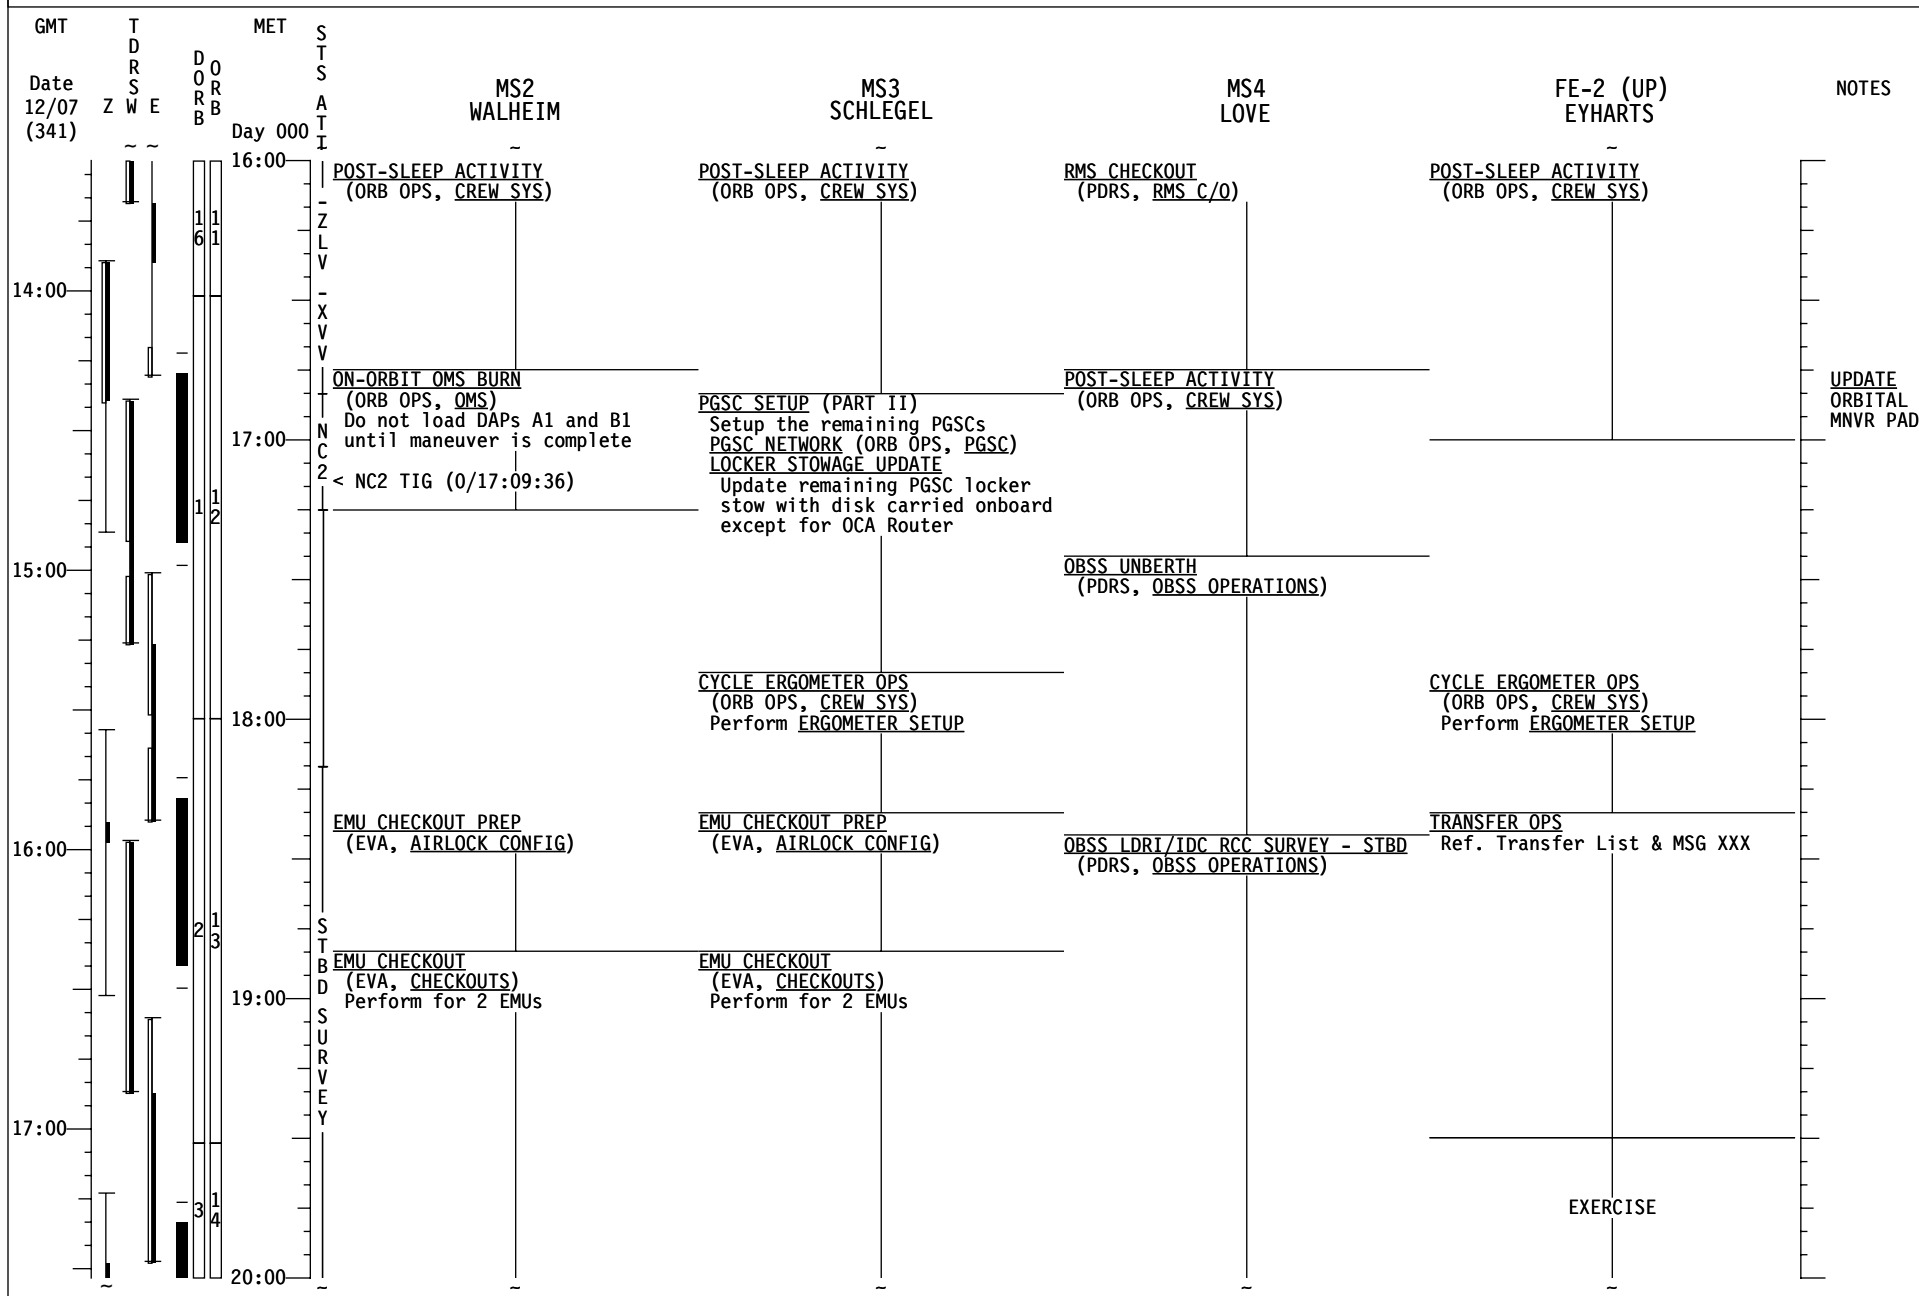 GMT
TDRS
MET
STS ATT
DORB
ORB
Date
12/07
(341)
Z W E
Day 000
MS2
WALHEIM
MS3
SCHLEGEL
MS4
LOVE
FE-2 (UP)
EYHARTS
NOTES
~ ~ ~ ~ ~
16:00
POST-SLEEP ACTIVITY
(ORB OPS, CREW SYS)
POST-SLEEP ACTIVITY
(ORB OPS, CREW SYS)
RMS CHECKOUT
(PDRS, RMS C/O)
POST-SLEEP ACTIVITY
(ORB OPS, CREW SYS)
16
11
-ZLV -XVV
14:00
ON-ORBIT OMS BURN
(ORB OPS, OMS)
Do not load DAPs A1 and B1
until maneuver is complete
< NC2 TIG (0/17:09:36)
PGSC SETUP (PART II)
Setup the remaining PGSCs
PGSC NETWORK (ORB OPS, PGSC)
LOCKER STOWAGE UPDATE
Update remaining PGSC locker
stow with disk carried onboard
except for OCA Router
POST-SLEEP ACTIVITY
(ORB OPS, CREW SYS)
UPDATE
ORBITAL
MNVR PAD
17:00
NC2
1
12
15:00
OBSS UNBERTH
(PDRS, OBSS OPERATIONS)
CYCLE ERGOMETER OPS
(ORB OPS, CREW SYS)
Perform ERGOMETER SETUP
CYCLE ERGOMETER OPS
(ORB OPS, CREW SYS)
Perform ERGOMETER SETUP
18:00
16:00
EMU CHECKOUT PREP
(EVA, AIRLOCK CONFIG)
EMU CHECKOUT PREP
(EVA, AIRLOCK CONFIG)
OBSS LDRI/IDC RCC SURVEY - STBD
(PDRS, OBSS OPERATIONS)
TRANSFER OPS
Ref. Transfer List & MSG XXX
2
13
STBD SURVEY
EMU CHECKOUT
(EVA, CHECKOUTS)
Perform for 2 EMUs
EMU CHECKOUT
(EVA, CHECKOUTS)
Perform for 2 EMUs
19:00
17:00
3
14
EXERCISE
20:00
~ ~ ~ ~ ~ ~